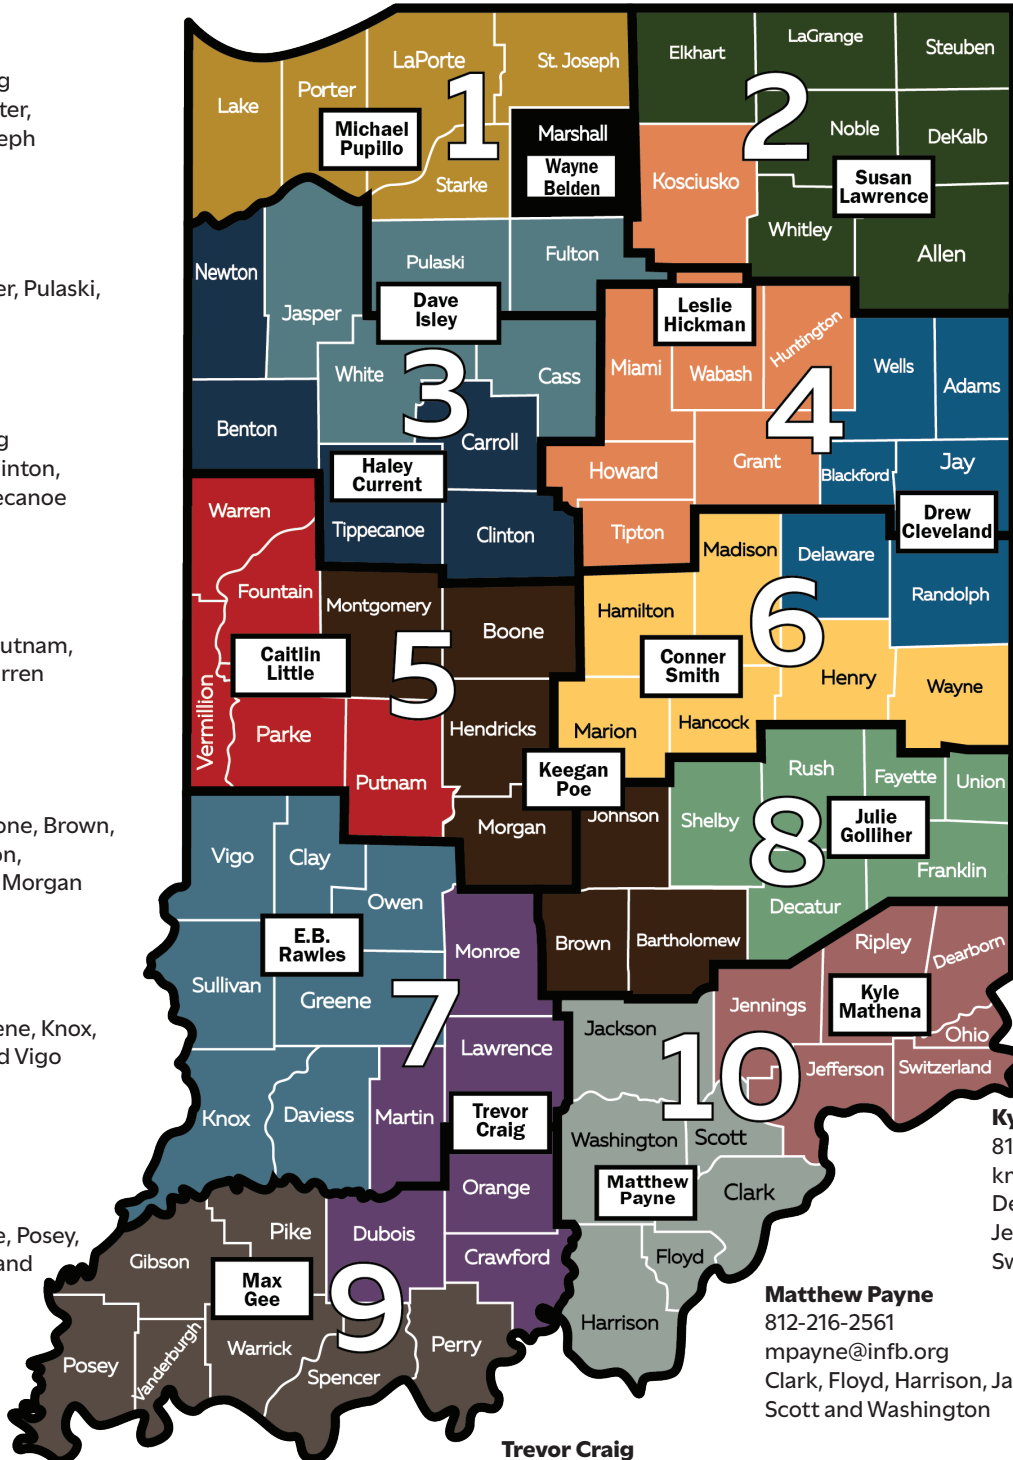 g
ter,
seph
er, Pulaski,
g
linton,
ecanoe
utnam,
rren
one, Brown,
on,
Morgan
ene, Knox,
d Vigo
e, Posey,
and
Lake
Porter
LaPorte
St. Joseph
1
Michael
Pupillo
Starke
Marshall
Wayne
Belden
Elkhart
LaGrange
Steuben
2
Noble
DeKalb
Kosciusko
Susan
Lawrence
Whitley
Allen
Newton
Jasper
Pulaski
Fulton
Dave
Isley
White
3
Cass
Benton
Carroll
Haley
Current
Tippecanoe
Clinton
Leslie
Hickman
Miami
Wabash
Huntington
Wells
Adams
4
Howard
Grant
Blackford
Jay
Tipton
Drew
Cleveland
Warren
Fountain
Montgomery
Boone
Caitlin
Little
5
Vermillion
Parke
Putnam
Hendricks
Morgan
Keegan
Poe
Johnson
Brown
Bartholomew
Madison
Delaware
Randolph
Hamilton
6
Conner
Smith
Henry
Wayne
Marion
Hancock
Rush
Fayette
Union
Shelby
8
Julie
Golliher
Franklin
Decatur
Vigo
Clay
Owen
E.B.
Rawles
Monroe
Sullivan
Greene
7
Lawrence
Knox
Daviess
Martin
Trevor
Craig
Orange
Dubois
Crawford
Pike
Gibson
Max
Gee
9
Posey
Vanderburgh
Warrick
Spencer
Perry
Jackson
Jennings
Ripley
Dearborn
Kyle
Mathena
Ohio
10
Jefferson
Switzerland
Washington
Scott
Matthew
Payne
Clark
Floyd
Harrison
Ky
81
kn
De
Je
Sw
Matthew Payne
812-216-2561
mpayne@infb.org
Clark, Floyd, Harrison, Ja
Scott and Washington
Trevor Craig